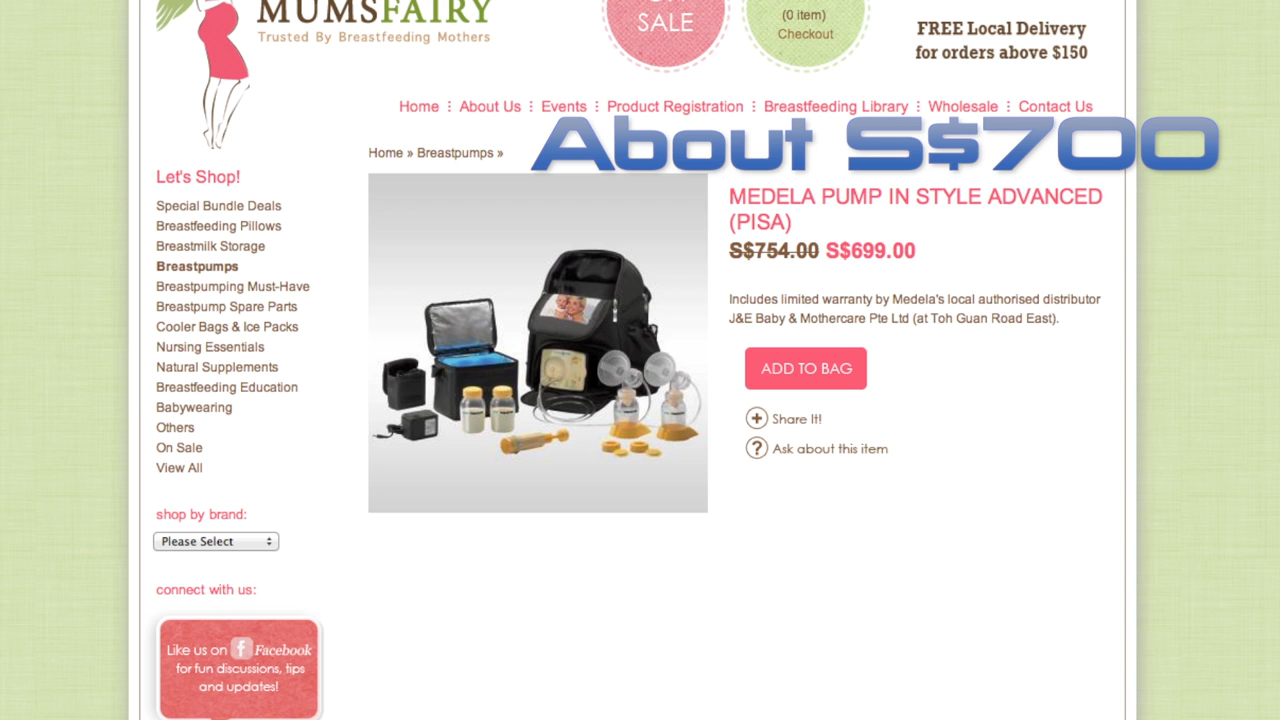 MUMSFAIRY
Trusted By Breastfeeding Mothers
SALE
(0 item)
Checkout
FREE Local Delivery
for orders above $150
Home
About Us
Events
Product Registration
Breastfeeding Library
Wholesale
Contact Us
About S$700
Home » Breastpumps »
Let's Shop!
Special Bundle Deals
Breastfeeding Pillows
Breastmilk Storage
Breastpumps
Breastpumping Must-Have
Breastpump Spare Parts
Cooler Bags & Ice Packs
Nursing Essentials
Natural Supplements
Breastfeeding Education
Babywearing
Others
On Sale
View All
shop by brand:
Please Select
connect with us:
Like us on Facebook
for fun discussions, tips
and updates!
MEDELA PUMP IN STYLE ADVANCED
(PISA)
S$754.00 S$699.00
Includes limited warranty by Medela's local authorised distributor
J&E Baby & Mothercare Pte Ltd (at Toh Guan Road East).
ADD TO BAG
Share It!
Ask about this item